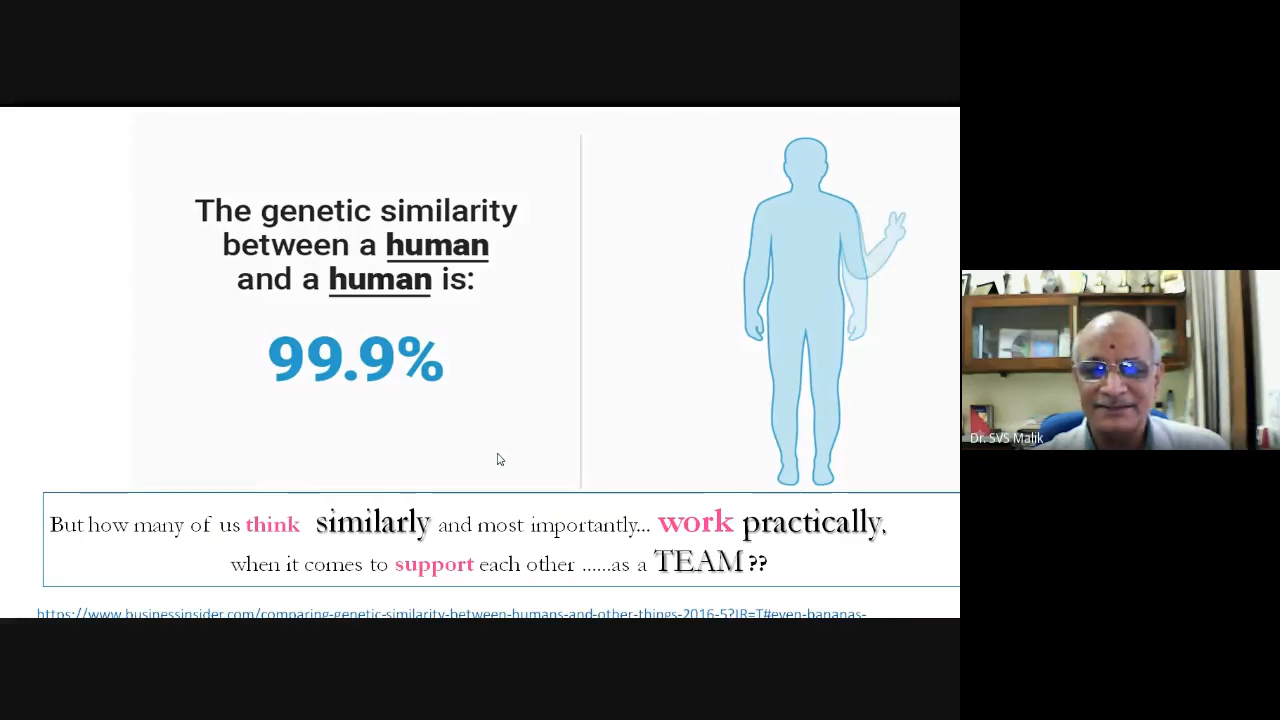 The genetic similarity
between a human
and a human is:
99.9%
But how many of us think similarly and most importantly... work practically,
when it comes to support each other ......as a TEAM ??
https://www.businessinsider.com/comparing-genetic-similarity-between-humans-and-other-things-2016-5?IR=T#even-bananas-
Dr. SVS Malik